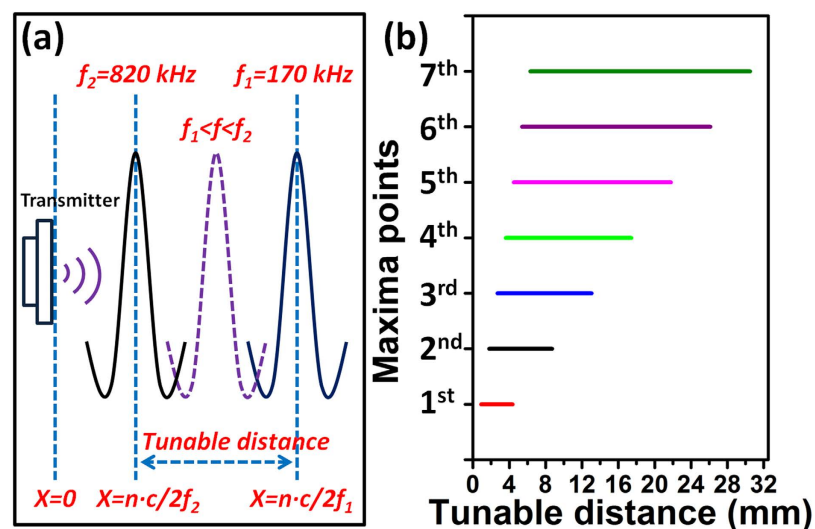 (a)
f₂=820 kHz
f₁=170 kHz
f₁<f<f₂
Transmitter
Tunable distance
X=0
X=n·c/2f₂
X=n·c/2f₁
(b)
Maxima points
7th
6th
5th
4th
3rd
2nd
1st
0 4 8 12 16 20 24 28 32
Tunable distance (mm)